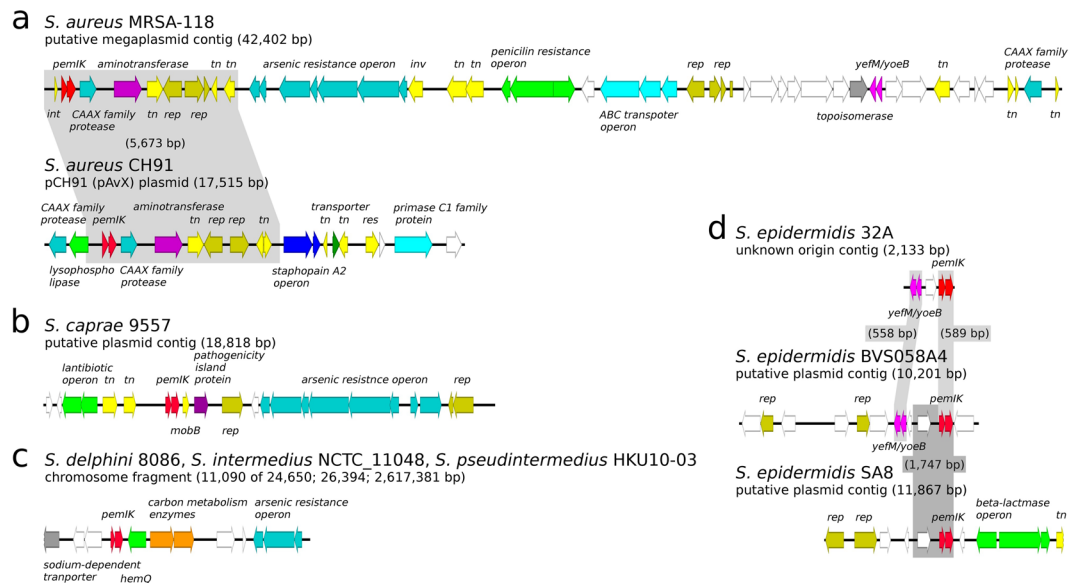 a
S. aureus MRSA-118
putative megaplasmid contig (42,402 bp)
penicilin resistance
operon
pemIK aminotransferase tn tn arsenic resistance operon inv tn tn rep rep yefM/yoeB tn CAAX family
protease
int CAAX family
protease tn rep rep ABC transpoter
operon topoisomerase tn tn
(5,673 bp)
S. aureus CH91
pCH91 (pAvX) plasmid (17,515 bp)
CAAX family
protease pemIK aminotransferase tn rep rep tn transporter
tn tn res primase C1 family
protein
lysophospho
lipase CAAX family
protease staphopain A2
operon
b
S. caprae 9557
putative plasmid contig (18,818 bp)
lantibiotic
operon tn tn pemIK pathogenicity
island
protein arsenic resistnce operon rep
mobB rep
c
S. delphini 8086, S. intermedius NCTC_11048, S. pseudintermedius HKU10-03
chromosome fragment (11,090 of 24,650; 26,394; 2,617,381 bp)
pemIK carbon metabolism
enzymes arsenic resistance
operon
sodium-dependent
tranporter hemQ
d
S. epidermidis 32A
unknown origin contig (2,133 bp)
pemIK
yefM/yoeB
(558 bp) (589 bp)
S. epidermidis BVS058A4
putative plasmid contig (10,201 bp)
rep rep pemIK
yefM/yoeB
(1,747 bp)
S. epidermidis SA8
putative plasmid contig (11,867 bp)
rep rep pemIK beta-lactmase
operon tn